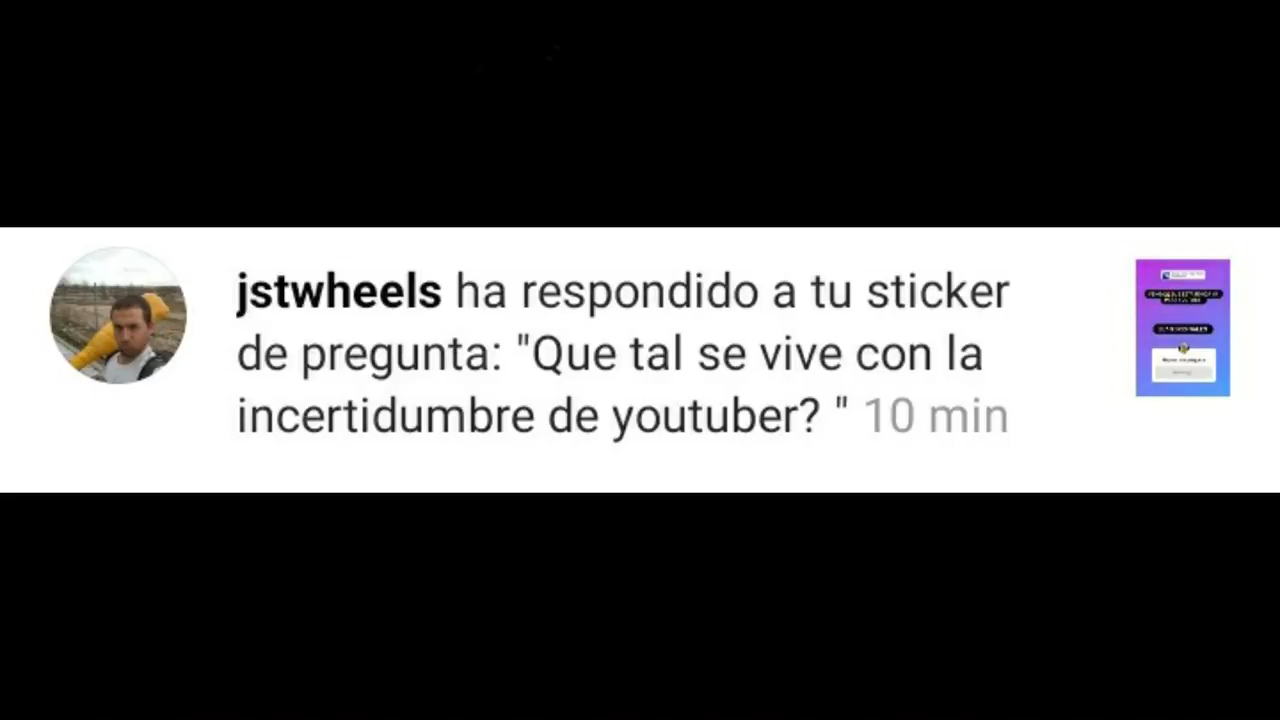 jstwheels ha respondido a tu sticker
de pregunta: "Que tal se vive con la
incertidumbre de youtuber? " 10 min